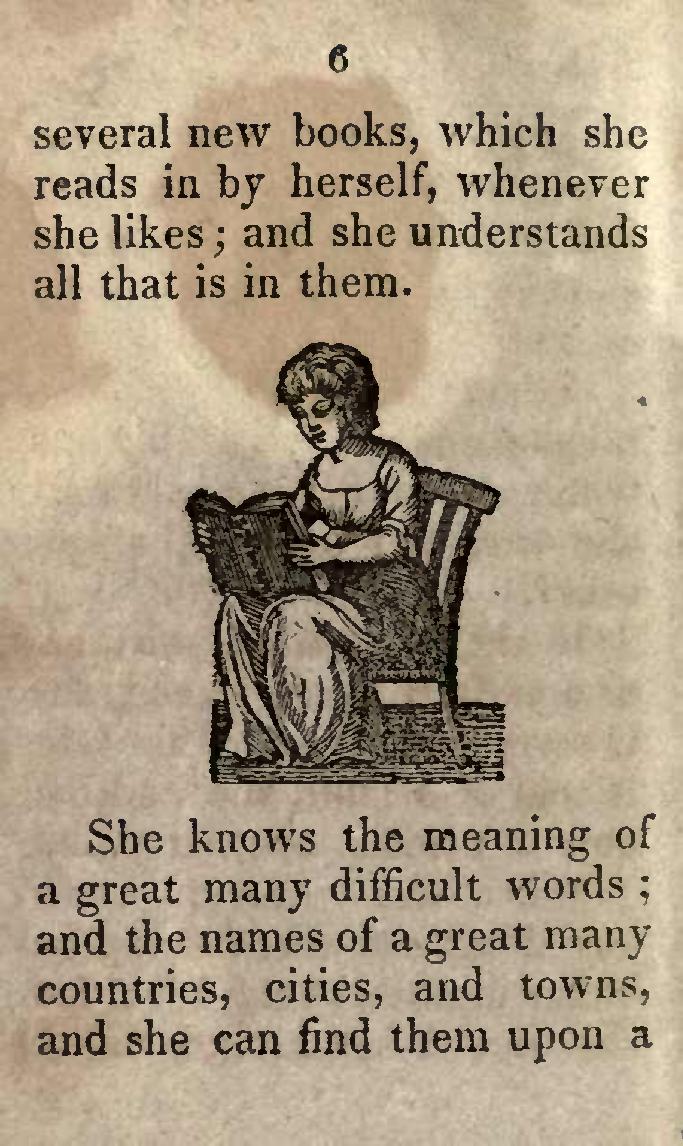 6
several new books, which she
reads in by herself, whenever
she likes ; and she understands
all that is in them.
She knows the meaning of
a great many difficult words ;
and the names of a great many
countries, cities, and towns,
and she can find them upon a